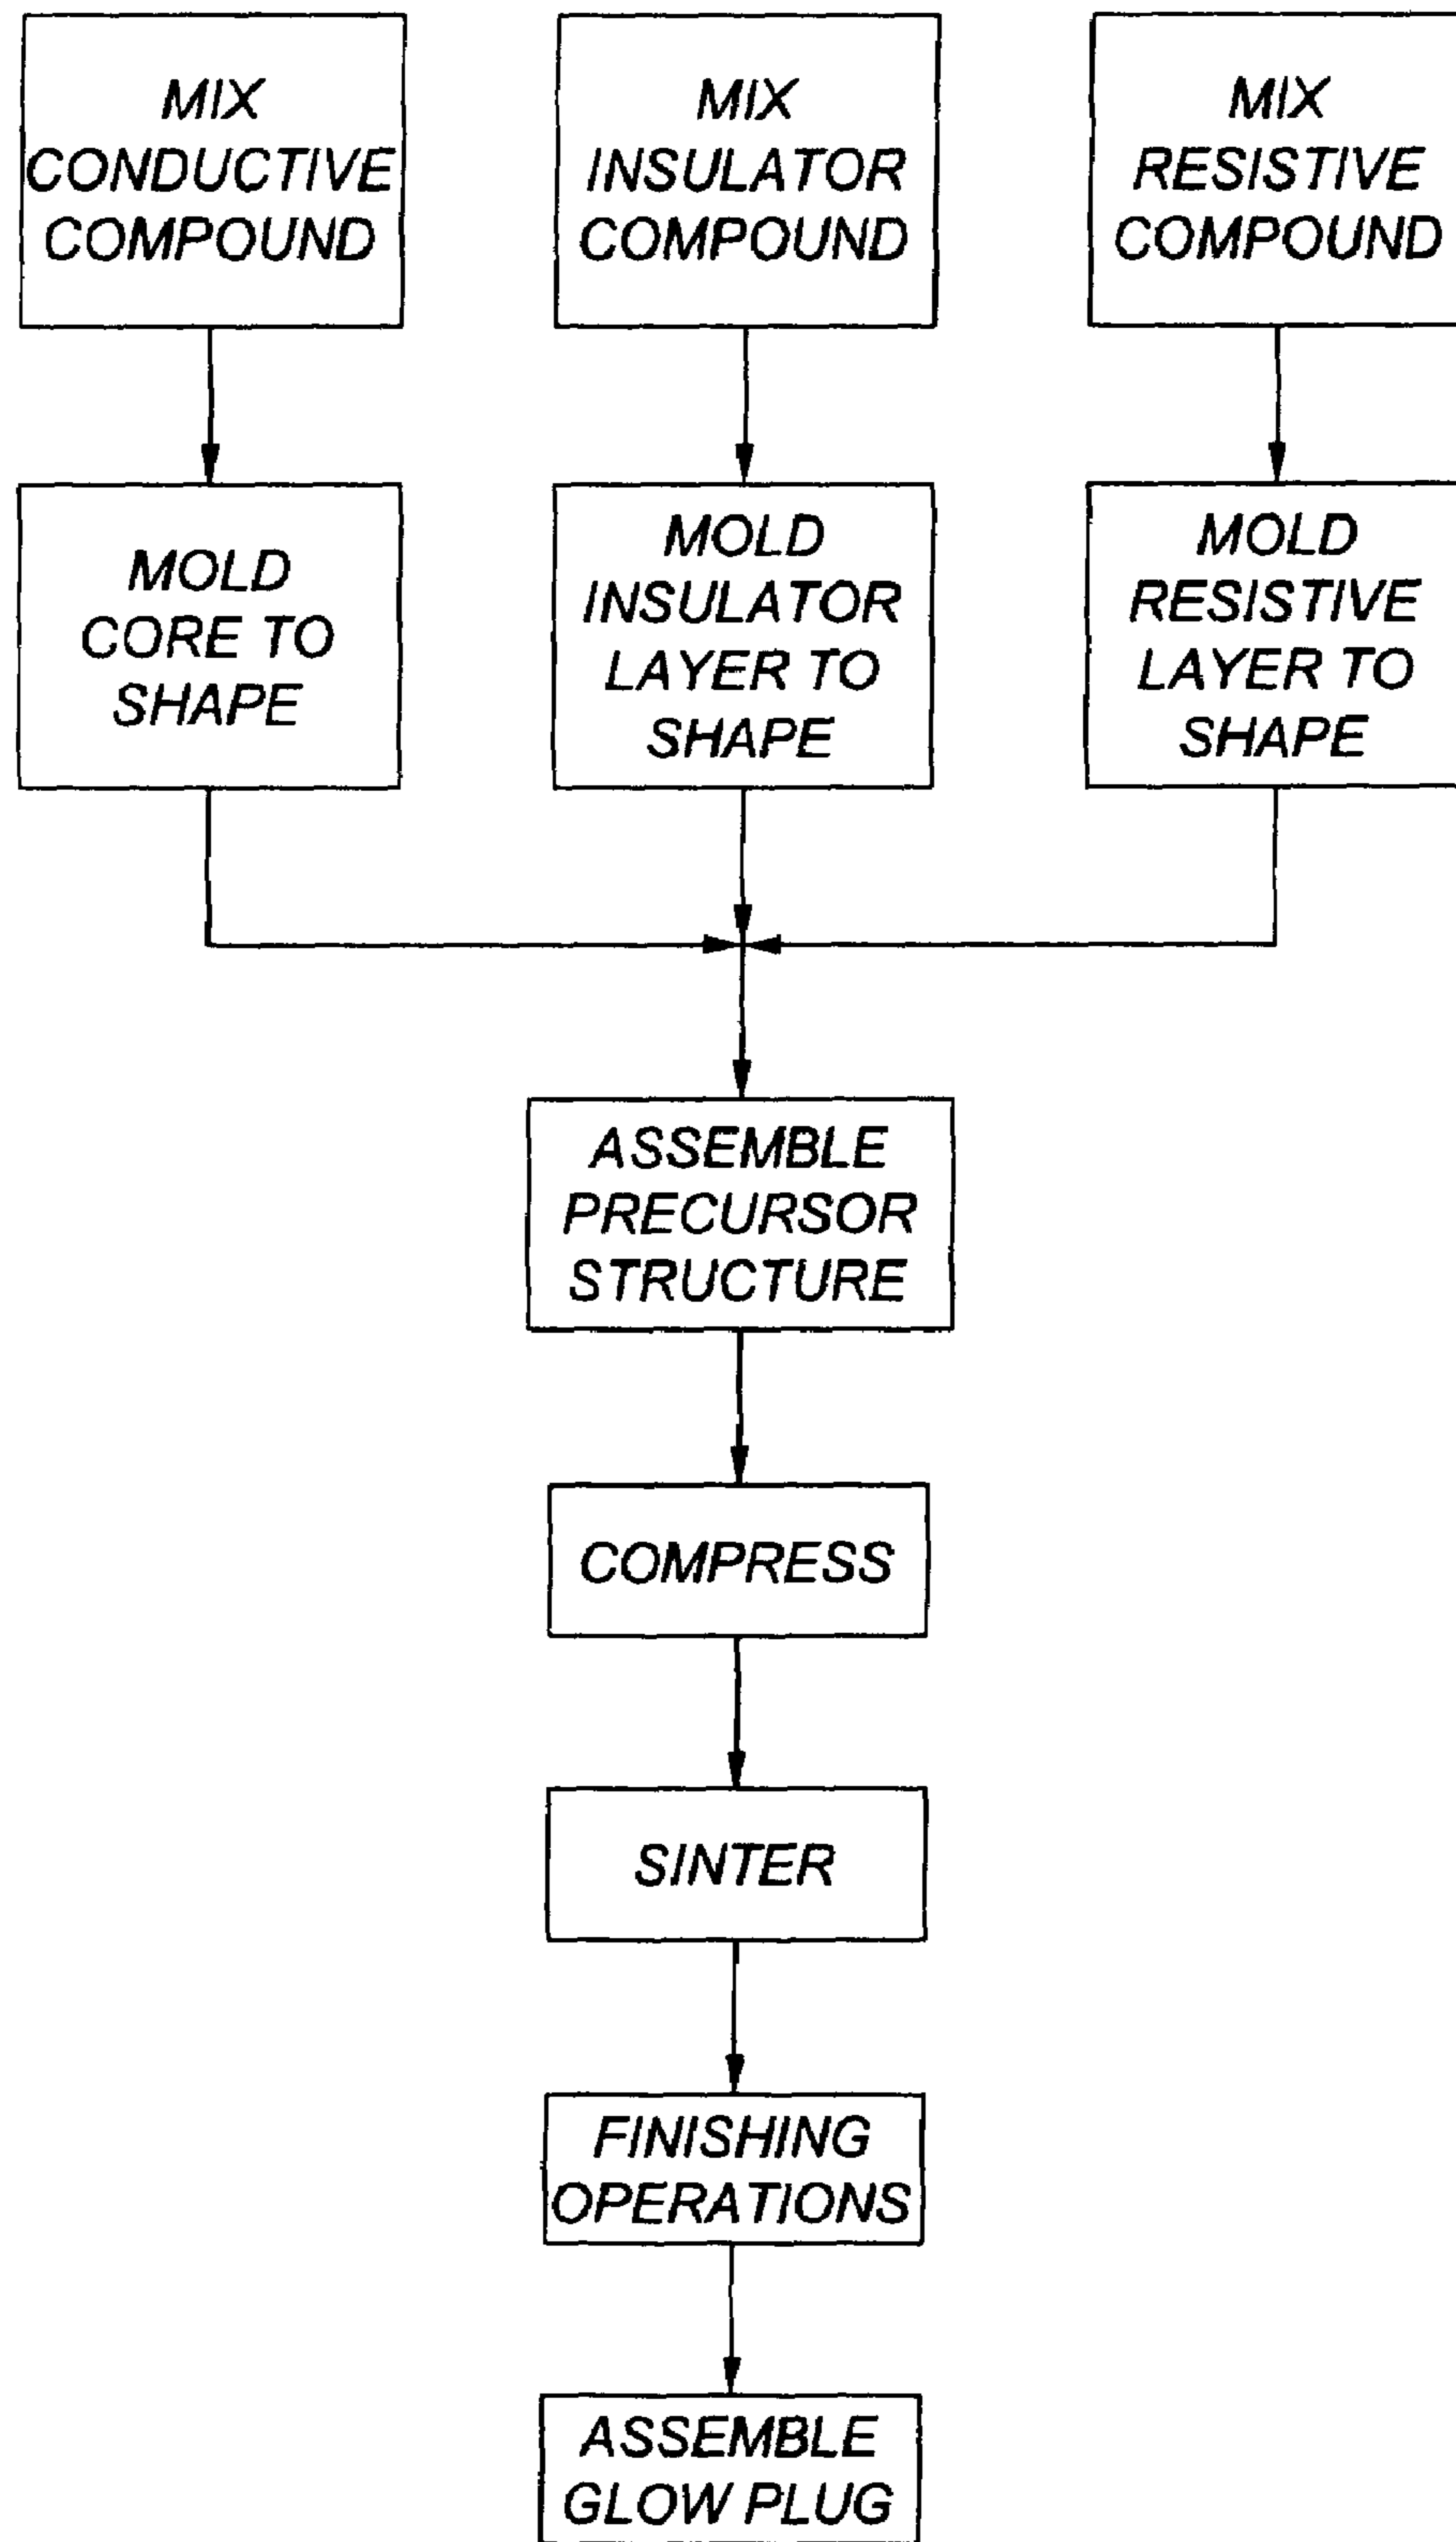 MIX
CONDUCTIVE
COMPOUND
MIX
INSULATOR
COMPOUND
MIX
RESISTIVE
COMPOUND
MOLD
CORE TO
SHAPE
MOLD
INSULATOR
LAYER TO
SHAPE
MOLD
RESISTIVE
LAYER TO
SHAPE
ASSEMBLE
PRECURSOR
STRUCTURE
COMPRESS
SINTER
FINISHING
OPERATIONS
ASSEMBLE
GLOW PLUG